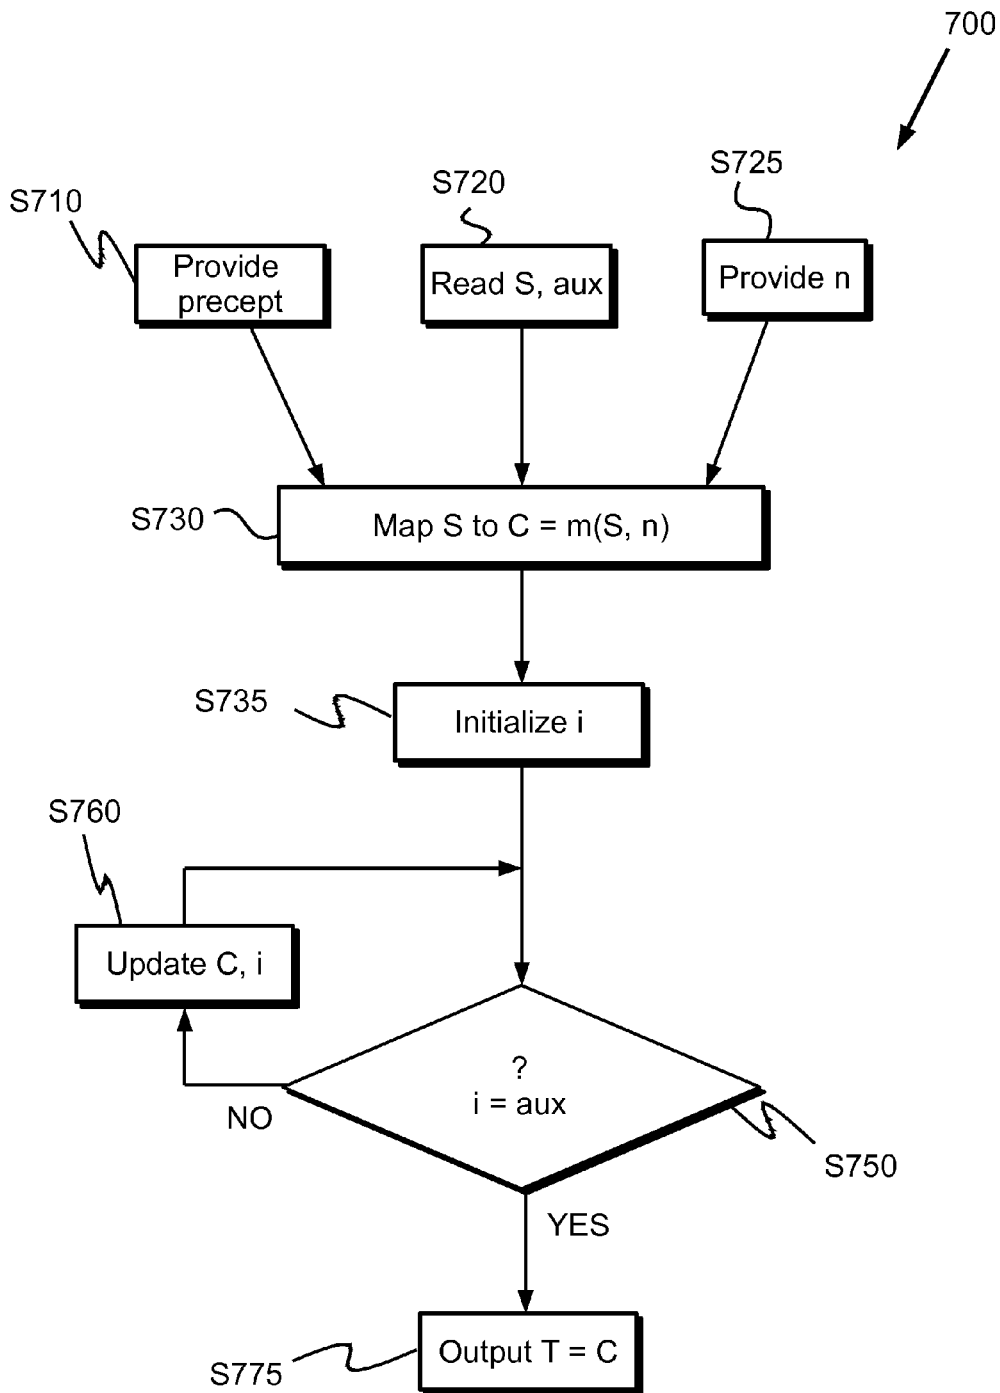 700
S710
S720
S725
Provide
precept
Read S, aux
Provide n
S730
Map S to C = m(S, n)
S735
Initialize i
S760
Update C, i
?
i = aux
NO
S750
YES
Output T = C
S775